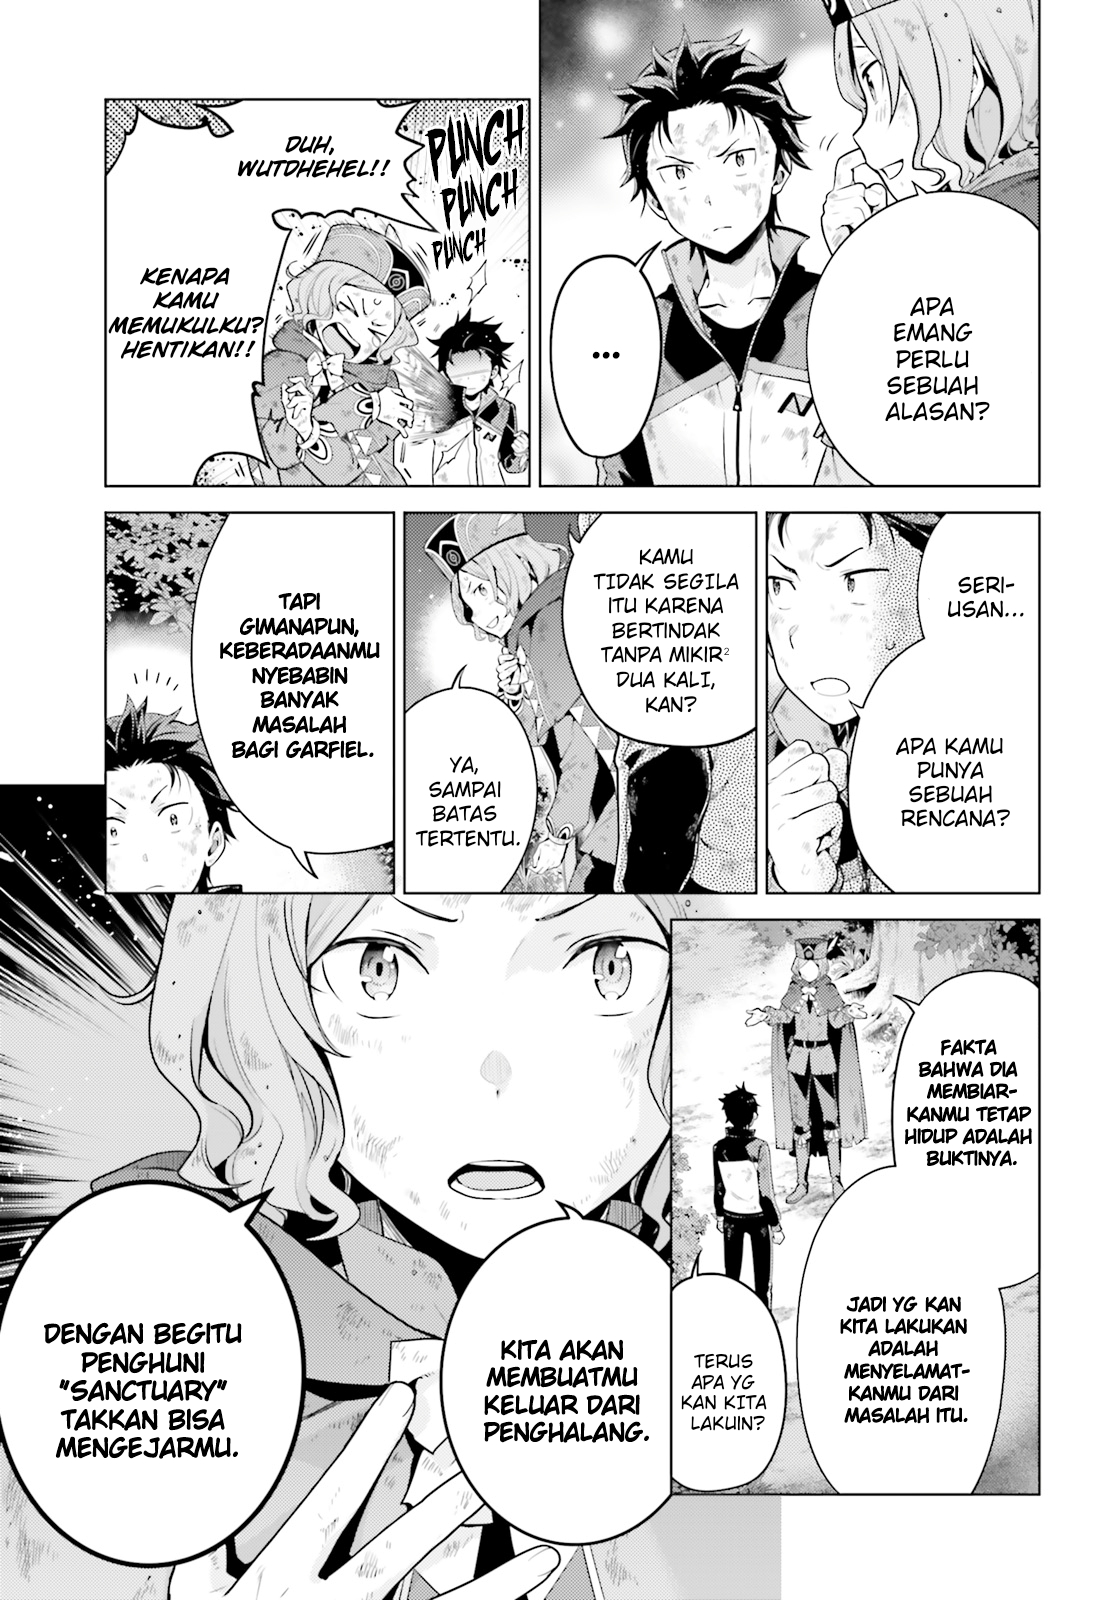 APA
EMANG
PERLU
SEBUAH
ALASAN?
...
PUNCH
PUNCH
PUNCH
DUH,
WUTDHEHEL!!
KENAPA
KAMU
MEMUKULKU?
HENTIKAN!!
SERI-
USAN...
APA KAMU
PUNYA
SEBUAH
RENCANA?
KAMU
TIDAK SEGILA
ITU KARENA
BERTINDAK
TANPA MIKIR²
DUA KALI,
KAN?
YA,
SAMPAI
BATAS
TERTENTU.
TAPI
GIMANAPUN,
KEBERADAANMU
NYEBABIN
BANYAK
MASALAH
BAGI GARFIEL.
FAKTA
BAHWA DIA
MEMBIAR-
KANMU TETAP
HIDUP ADALAH
BUKTINYA.
JADI YG KAN
KITA LAKUKAN
ADALAH
MENYELAMAT-
KANMU DARI
MASALAH ITU.
TERUS
APA YG
KAN KITA
LAKUIN?
KITA AKAN
MEMBUATMU
KELUAR DARI
PENGHALANG.
DENGAN BEGITU
PENGHUNI
"SANCTUARY"
TAKKAN BISA
MENGEJARMU.